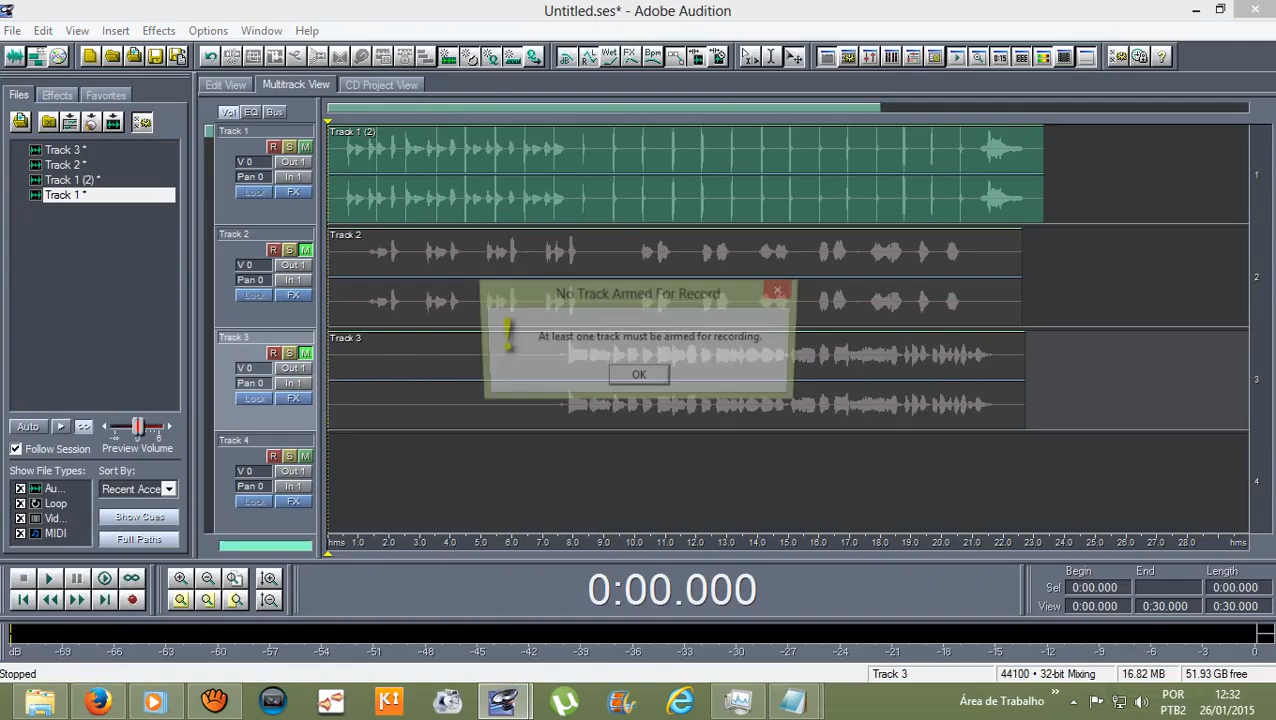 Untitled.ses* - Adobe Audition
File Edit View Insert Effects Options Window Help
Wet FX Bpm 0:15
Files Effects Favorites
Edit View Multitrack View CD Project View
Vol EQ Bus
Track 3 *
Track 2 *
Track 1 (2) *
Track 1 *
Track 1
R S M
V 0 Out 1
Pan 0 In 1
Lock FX
Track 1 (2)
1
Track 2
R S M
V 0 Out 1
Pan 0 In 1
Lock FX
Track 2
2
Track 3
R S M
V 0 Out 1
Pan 0 In 1
Lock FX
Track 3
3
Track 4
R S M
V 0 Out 1
Pan 0 In 1
Lock FX
4
No Track Armed For Record
At least one track must be armed for recording.
OK
Auto
-∞ 0 6
Follow Session Preview Volume
Show File Types: Sort By:
Au... Recent Acce
Loop
Vid... Show Cues
MIDI Full Paths
hms 1.0 2.0 3.0 4.0 5.0 6.0 7.0 8.0 9.0 10.0 11.0 12.0 13.0 14.0 15.0 16.0 17.0 18.0 19.0 20.0 21.0 22.0 23.0 24.0 25.0 26.0 27.0 28.0 hms
0:00.000
Begin End Length
Sel 0:00.000 0:00.000
View 0:00.000 0:30.000 0:30.000
dB -69 -66 -63 -60 -57 -54 -51 -48 -45 -42 -39 -36 -33 -30 -27 -24 -21 -18 -15 -12 -9 -6 -3 0
Stopped Track 3 44100 • 32-bit Mixing 16.82 MB 51.93 GB free
Área de Trabalho » POR 12:32
PTB2 26/01/2015